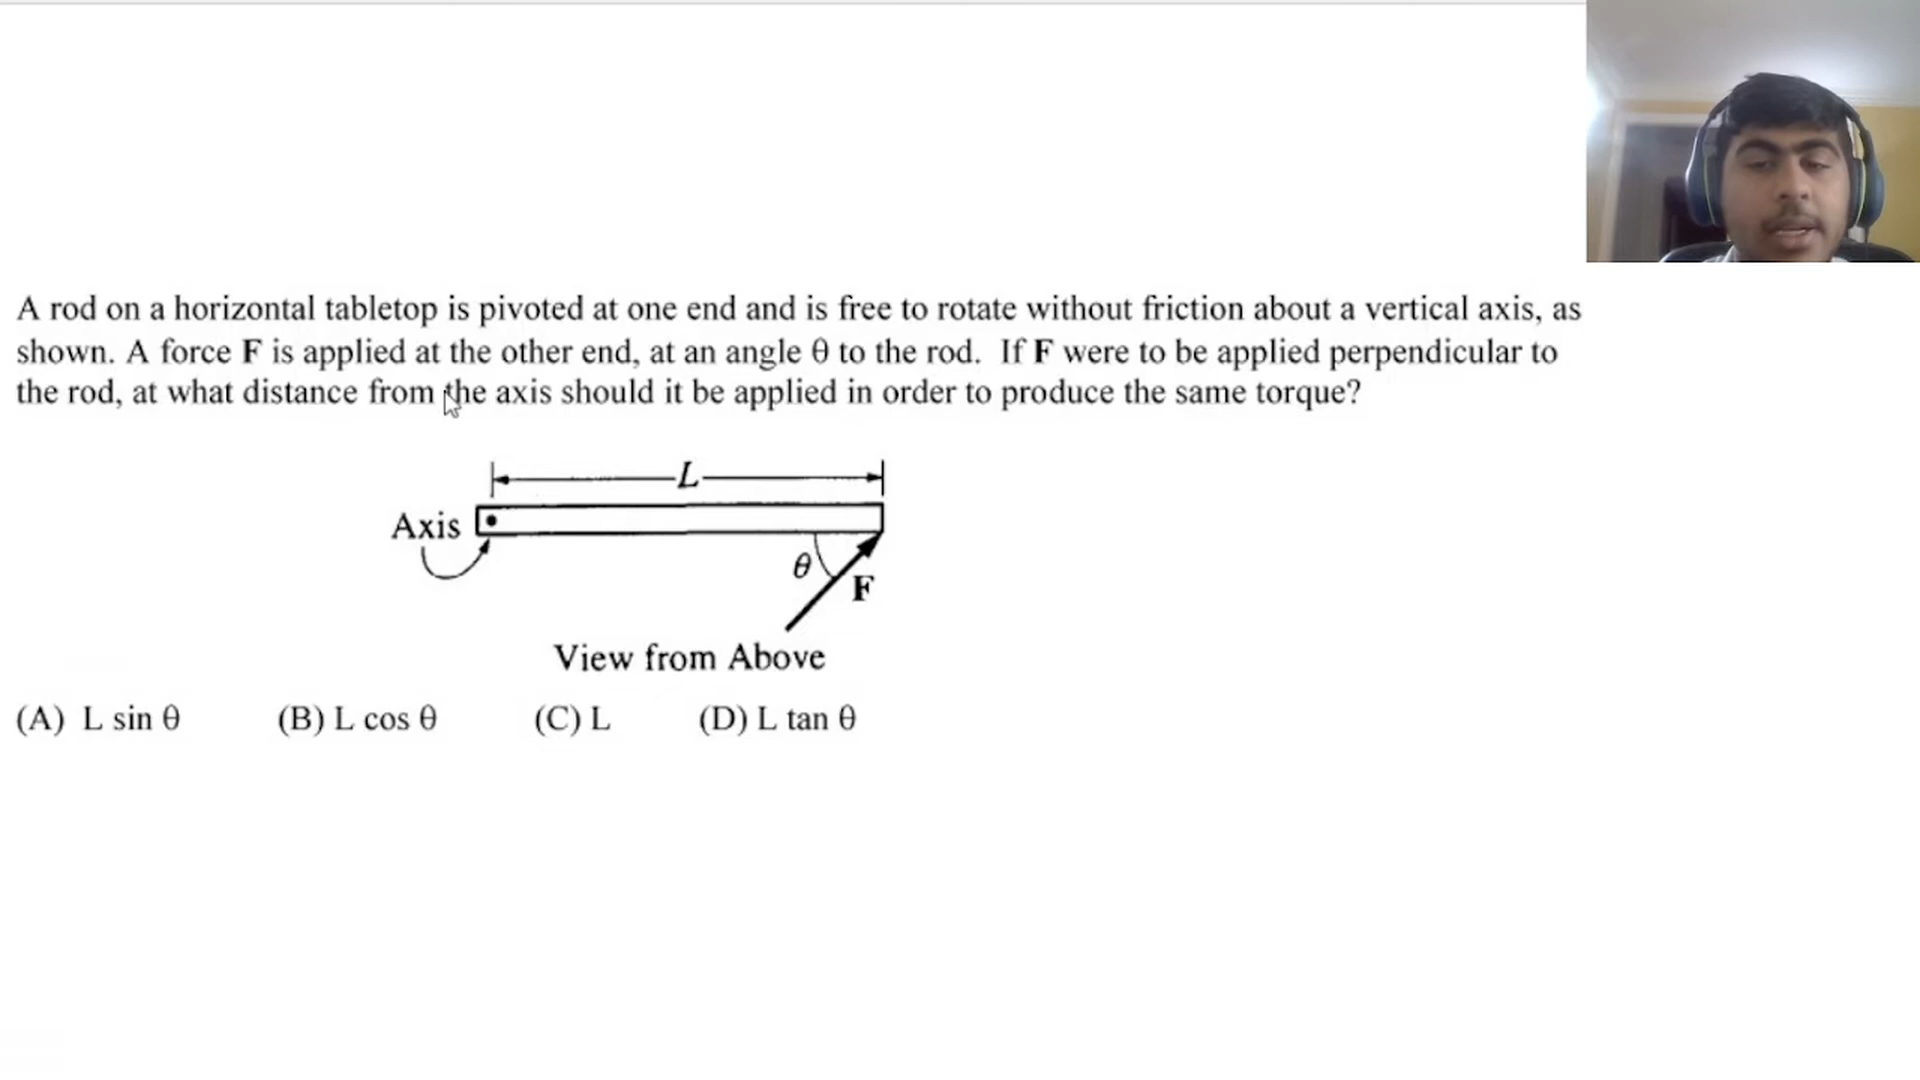 A rod on a horizontal tabletop is pivoted at one end and is free to rotate without friction about a vertical axis, as
shown. A force F is applied at the other end, at an angle θ to the rod. If F were to be applied perpendicular to
the rod, at what distance from the axis should it be applied in order to produce the same torque?
L
Axis
θ
F
View from Above
(A) L sin θ (B) L cos θ (C) L (D) L tan θ